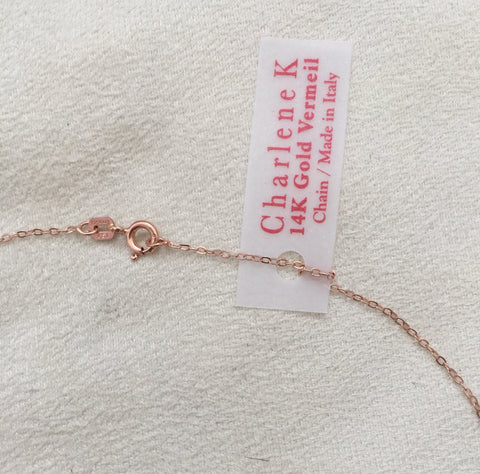 Charlene K
14K Gold Vermeil
Chain / Made in Italy